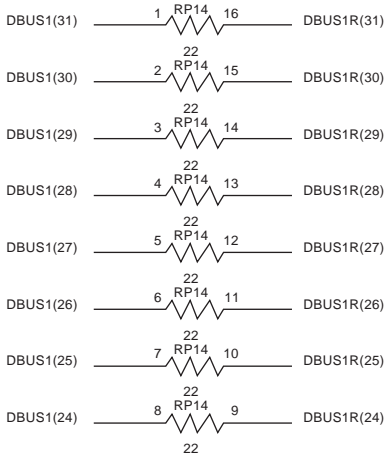 DBUS1(31) 1 RP14 16 DBUS1R(31)
22
DBUS1(30) 2 RP14 15 DBUS1R(30)
22
DBUS1(29) 3 RP14 14 DBUS1R(29)
22
DBUS1(28) 4 RP14 13 DBUS1R(28)
22
DBUS1(27) 5 RP14 12 DBUS1R(27)
22
DBUS1(26) 6 RP14 11 DBUS1R(26)
22
DBUS1(25) 7 RP14 10 DBUS1R(25)
22
DBUS1(24) 8 RP14 9 DBUS1R(24)
22